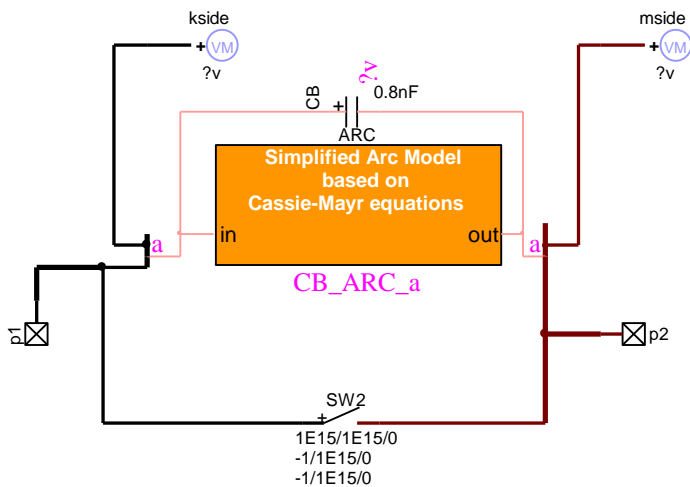 kside
mside
+
VM
+
VM
?v
?v
?v
CB
+
0.8nF
ARC
Simplified Arc Model
based on
Cassie-Mayr equations
a
in
out
a
CB_ARC_a
p1
p2
SW2
+
1E15/1E15/0
-1/1E15/0
-1/1E15/0